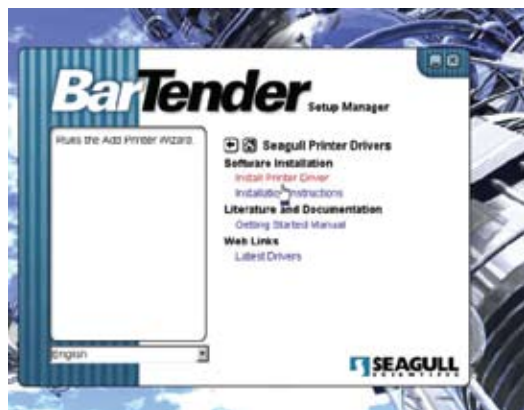 BarTender
Setup Manager
Runs the Add Printer Wizard.
Seagull Printer Drivers
Software Installation
Install Printer Driver
Installation Instructions
Literature and Documentation
Getting Started Manual
Web Links
Latest Drivers
English
SEAGULL
SCIENTIFIC